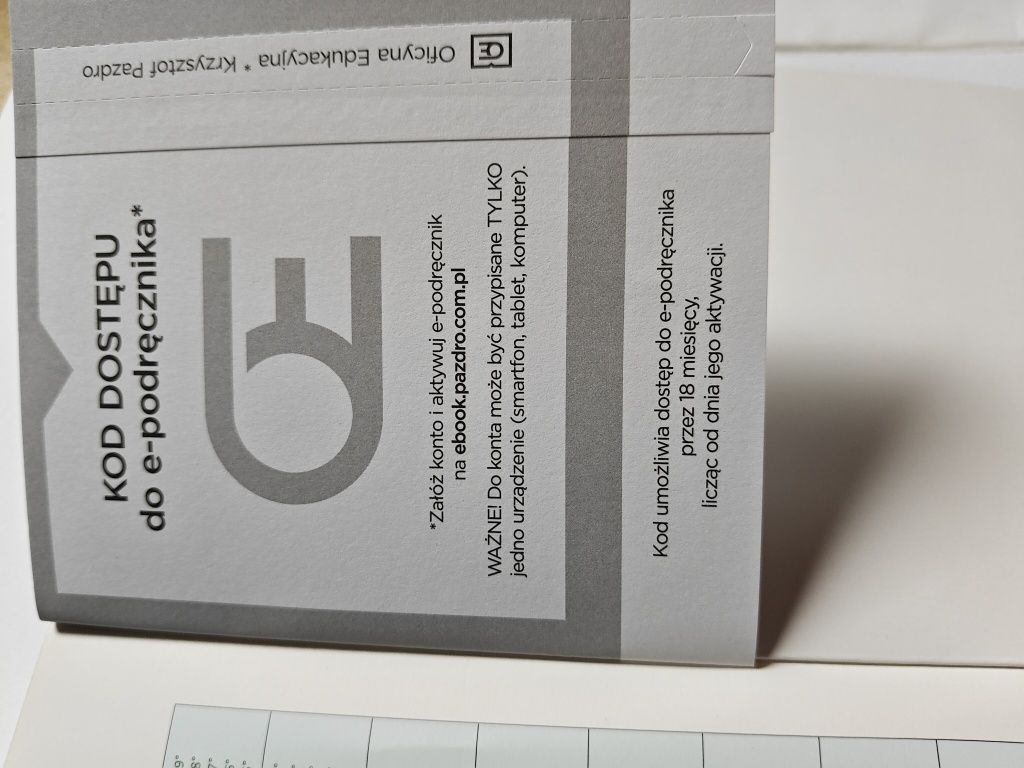 Oficyna Edukacyjna * Krzysztof Pazdro
KOD DOSTĘPU
do e-podręcznika*
*Załóż konto i aktywuj e-podręcznik
na ebook.pazdro.com.pl
WAŻNE! Do konta może być przypisane TYLKO
jedno urządzenie (smartfon, tablet, komputer).
Kod umożliwia dostęp do e-podręcznika
przez 18 miesięcy,
licząc od dnia jego aktywacji.